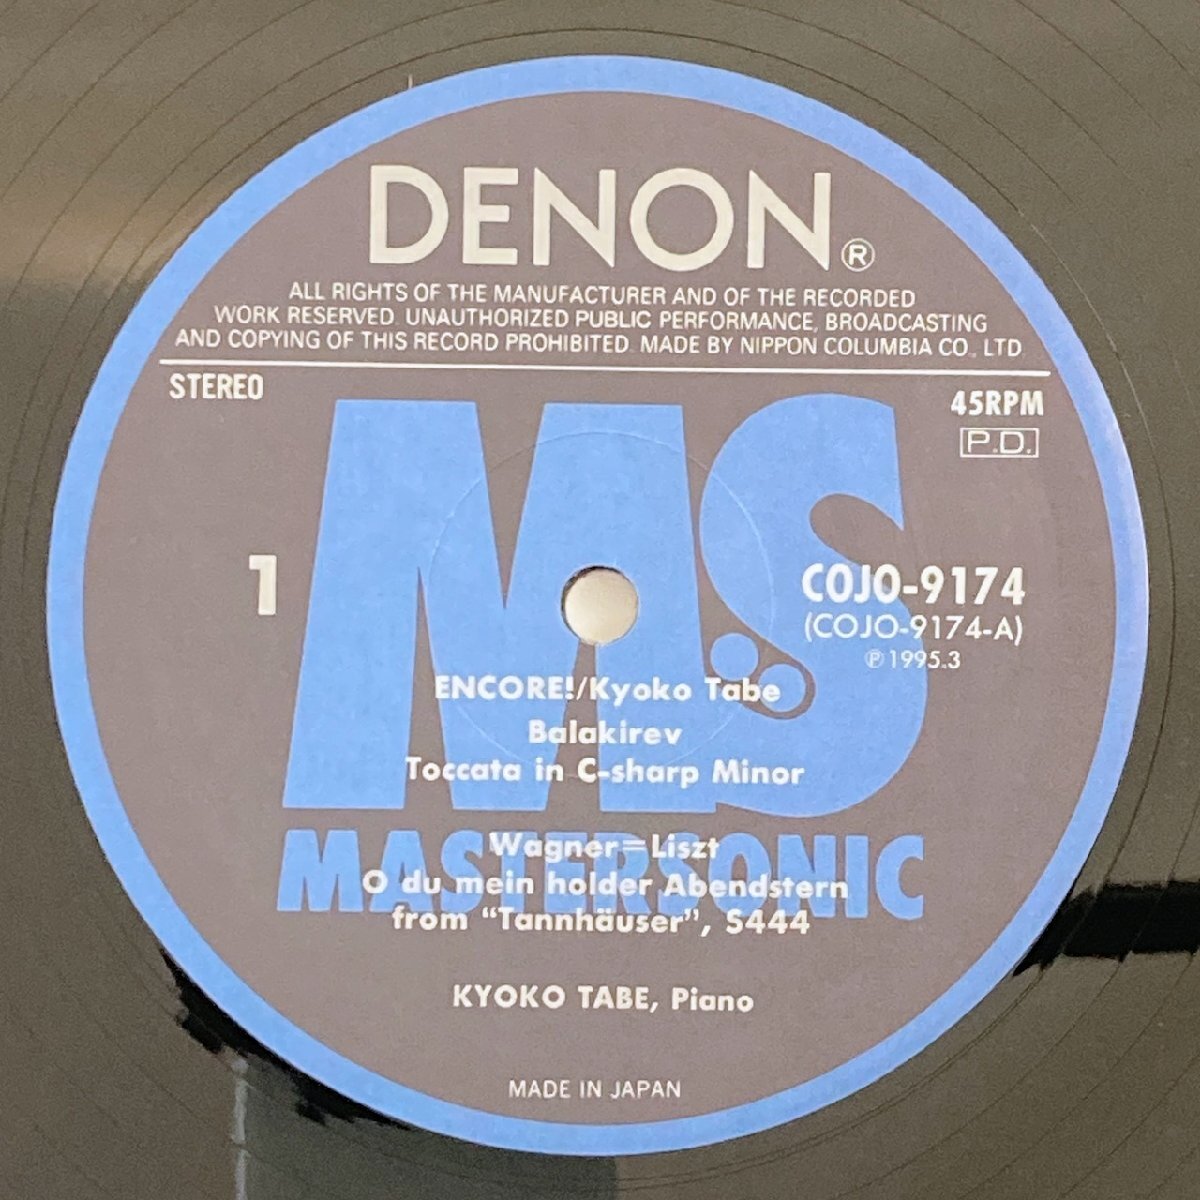 DENON®
ALL RIGHTS OF THE MANUFACTURER AND OF THE RECORDED
WORK RESERVED. UNAUTHORIZED PUBLIC PERFORMANCE, BROADCASTING
AND COPYING OF THIS RECORD PROHIBITED. MADE BY NIPPON COLUMBIA CO., LTD.
STEREO
45RPM
P.D.
MS
1
COJO-9174
(COJO-9174-A)
℗1995.3
ENCORE!/Kyoko Tabe
Balakirev
Toccata in C-sharp Minor
MASTERSONIC
Wagner=Liszt
O du mein holder Abendstern
from “Tannhäuser”, S444
KYOKO TABE, Piano
MADE IN JAPAN